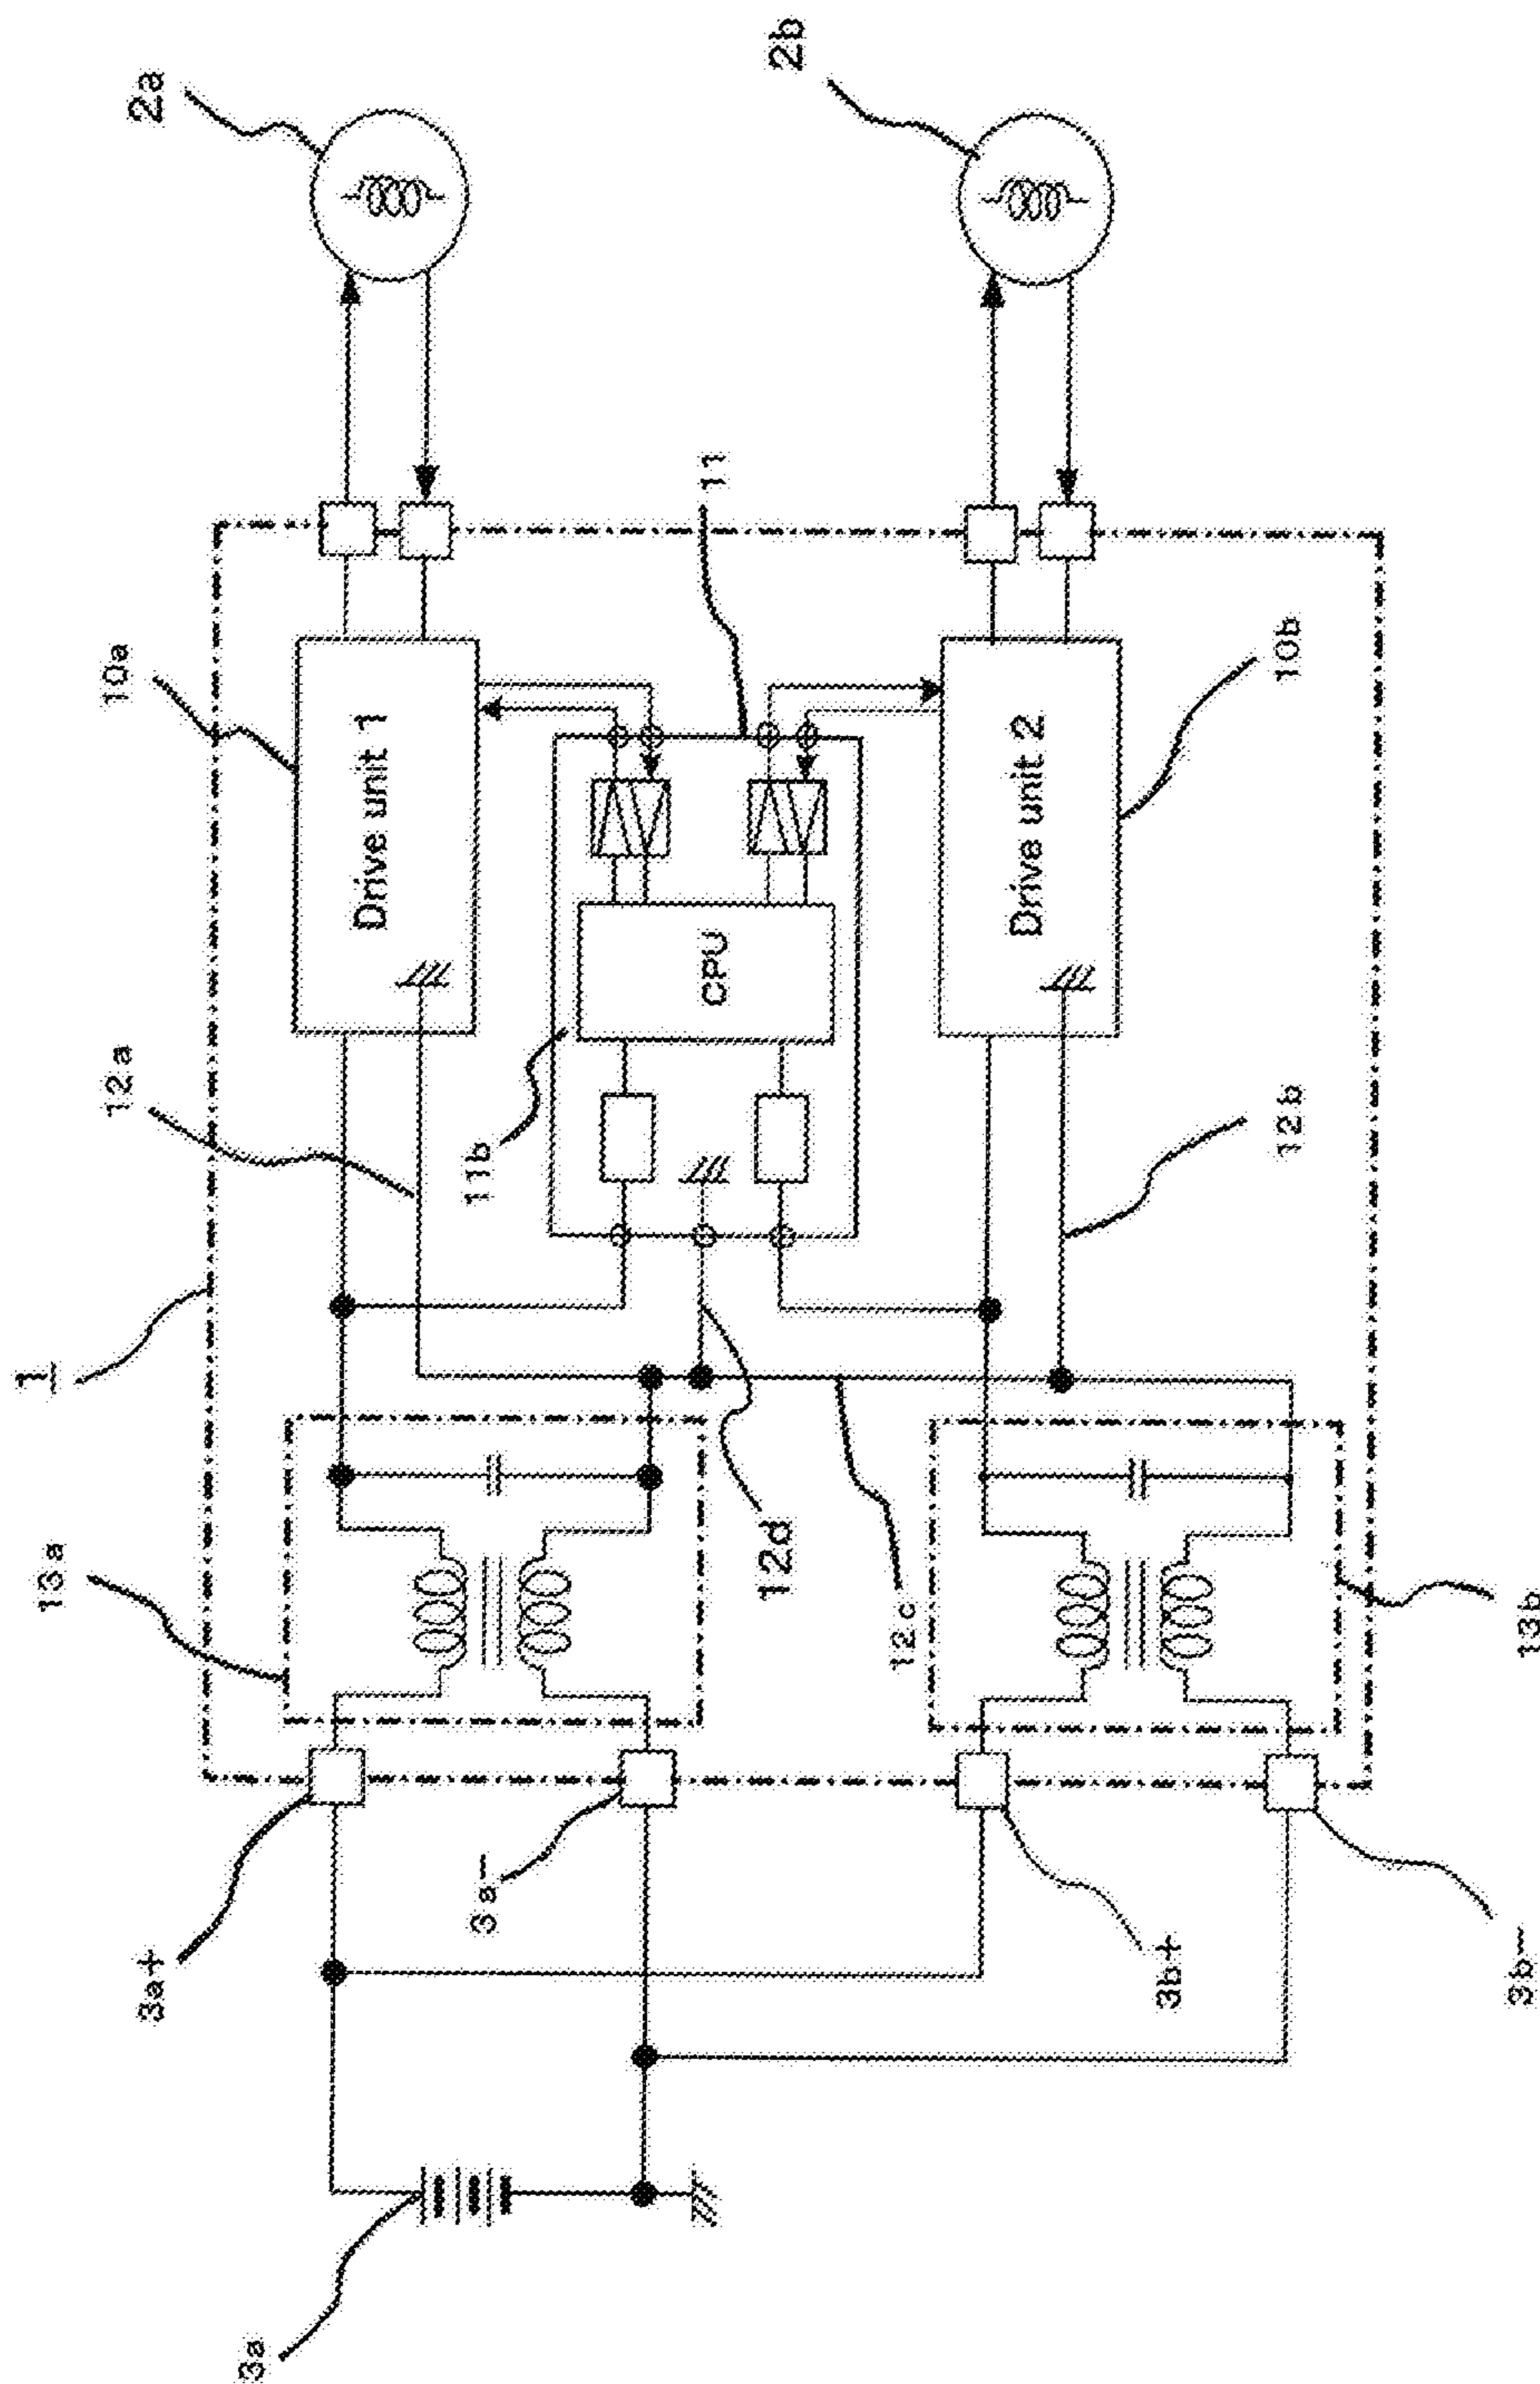 1
13a
12a
10a
2a
3a
3a+
3a−
11b
Drive unit 1
CPU
11
12d
12c
Drive unit 2
2b
3b+
12b
10b
3b−
13b